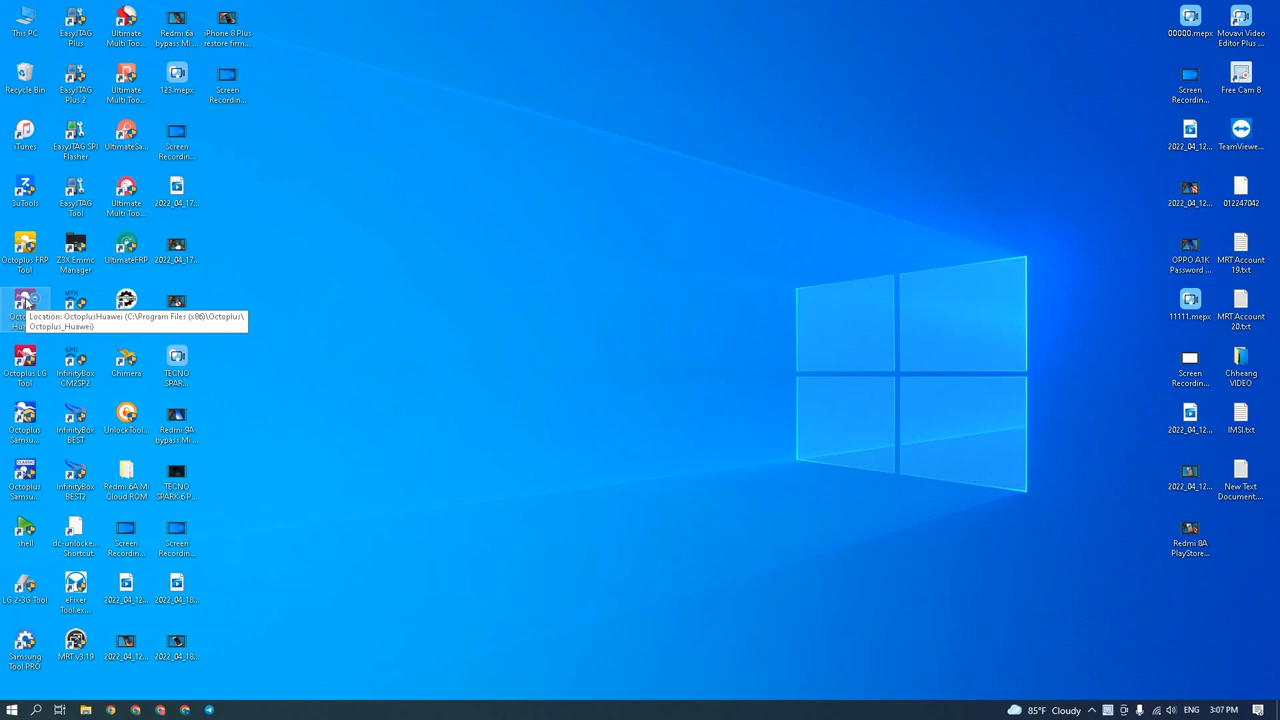 This PC
EasyJTAG
Plus
Ultimate
Multi Too...
Redmi 6a
bypass Mi ...
iPhone 8 Plus
restore firm...
Recycle Bin
EasyJTAG
Plus 2
Ultimate
Multi Too...
123.mepx
Screen
Recordin...
iTunes
EasyJTAG SPI
Flasher
UltimateSa...
Screen
Recordin...
3uTools
EasyJTAG
Tool
Ultimate
Multi Too...
2022_04_17...
Octoplus FRP
Tool
Z3X Emmc
Manager
UltimateFRP
2022_04_17...
MTK
Location: OctoplusHuawei (C:\Program Files (x86)\Octoplus\
Octoplus_Huawei)
Octoplus LG
Tool
SPD
InfinityBox
CM2SP2
Chimera
TECNO
SPAR...
Octoplus
Samsu...
InfinityBox
BEST
UnlockTool...
Redmi 9A
bypass Mi ...
CLASSIC
Octoplus
Samsu...
InfinityBox
BEST2
Redmi 6A Mi
Cloud ROM
TECNO
SPARK 6 P...
shell
dc-unlocke...
- Shortcut
Screen
Recordin...
Screen
Recordin...
LG 2-3G Tool
eFixer
Tool.ex...
2022_04_12...
2022_04_18...
Samsung
Tool PRO
MRT v3.19
2022_04_12...
2022_04_18...
00000.mepx
Movavi Video
Editor Plus ...
Screen
Recordin...
Free Cam 8
2022_04_12...
TeamViewe...
2022_04_12...
012247042
OPPO A1K
Password ...
MRT Account
19.txt
11111.mepx
MRT Account
20.txt
Screen
Recordin...
Chheang
VIDEO
2022_04_12...
IMSI.txt
2022_04_12...
New Text
Document....
Redmi 8A
PlayStore...
85°F Cloudy
ENG
3:07 PM